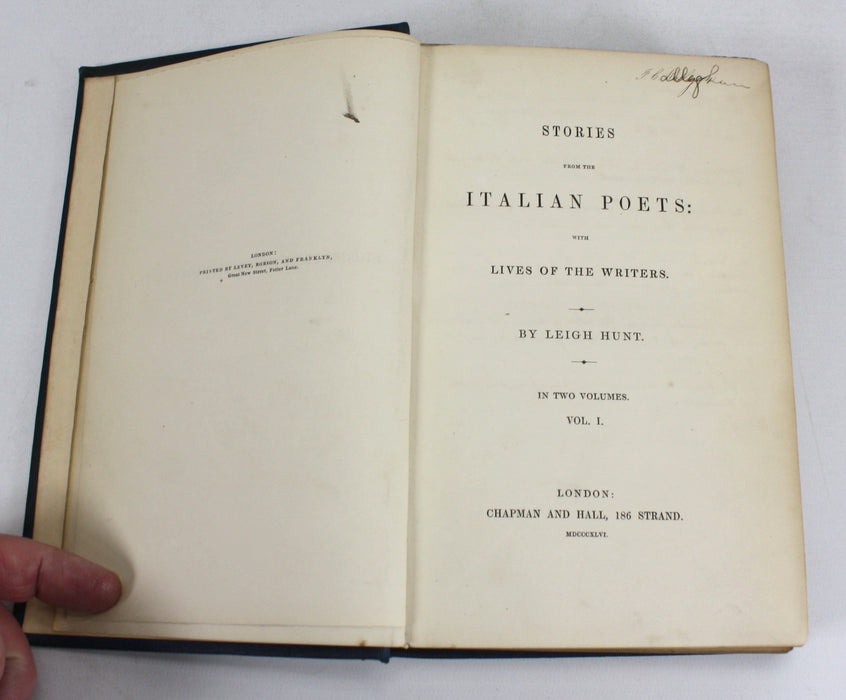 LONDON:
PRINTED BY LEVEY, ROBSON, AND FRANKLYN,
Great New Street, Fetter Lane.
STORIES
FROM THE
ITALIAN POETS:
WITH
LIVES OF THE WRITERS.
BY LEIGH HUNT.
IN TWO VOLUMES.
VOL. I.
LONDON:
CHAPMAN AND HALL, 186 STRAND.
MDCCCXLVI.